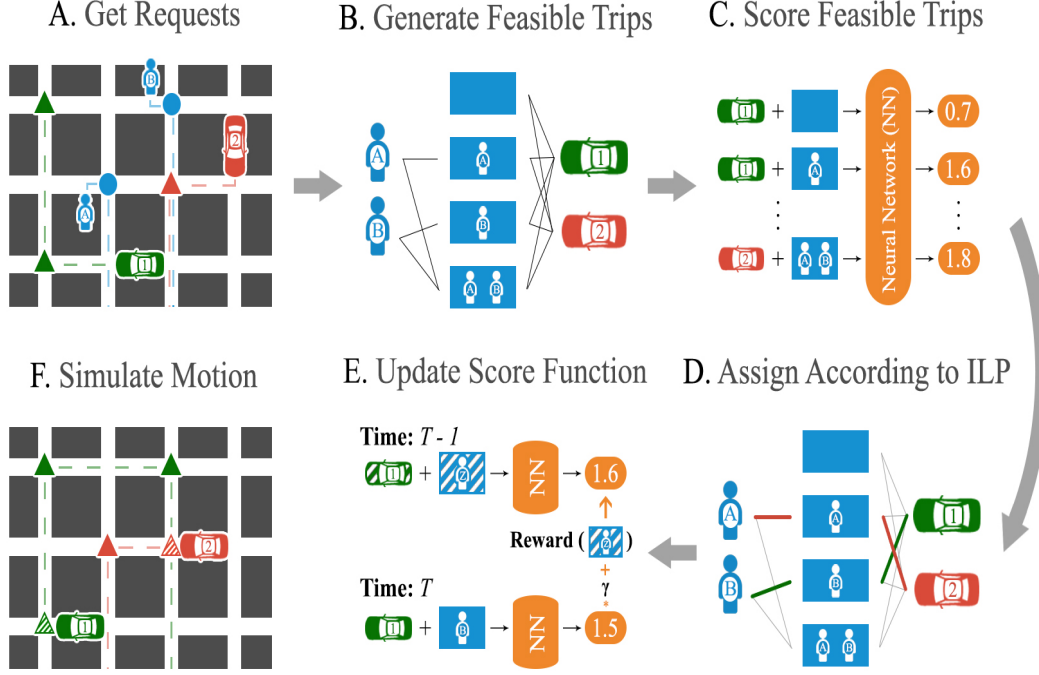 A. Get Requests
B
2
A
1
B. Generate Feasible Trips
A
B
A
B
A B
1
2
C. Score Feasible Trips
1 + 0.7
1 + A 1.6
2 + A B 1.8
Neural Network (NN)
D. Assign According to ILP
A
B
A
B
A B
1
2
E. Update Score Function
Time: T - 1
1 + Z NN 1.6
Reward ( Z )
+
γ
*
Time: T
1 + B NN 1.5
F. Simulate Motion
2
1